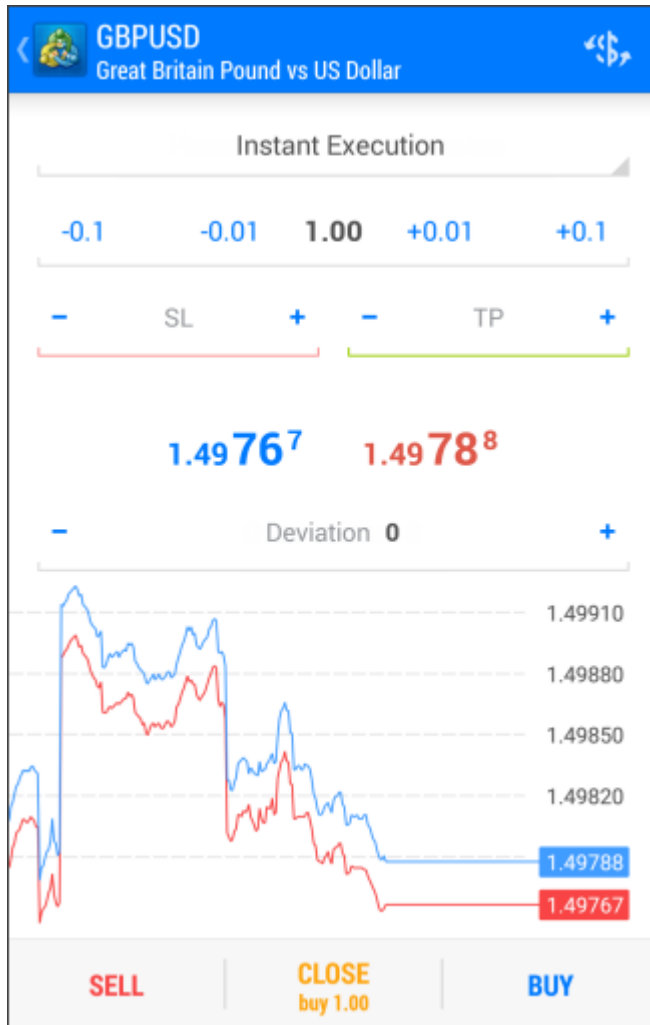 GBPUSD
Great Britain Pound vs US Dollar
Instant Execution
-0.1 -0.01 1.00 +0.01 +0.1
- SL + - TP +
1.49767 1.49788
- Deviation 0 +
1.49910
1.49880
1.49850
1.49820
1.49788
1.49767
SELL CLOSE BUY
buy 1.00